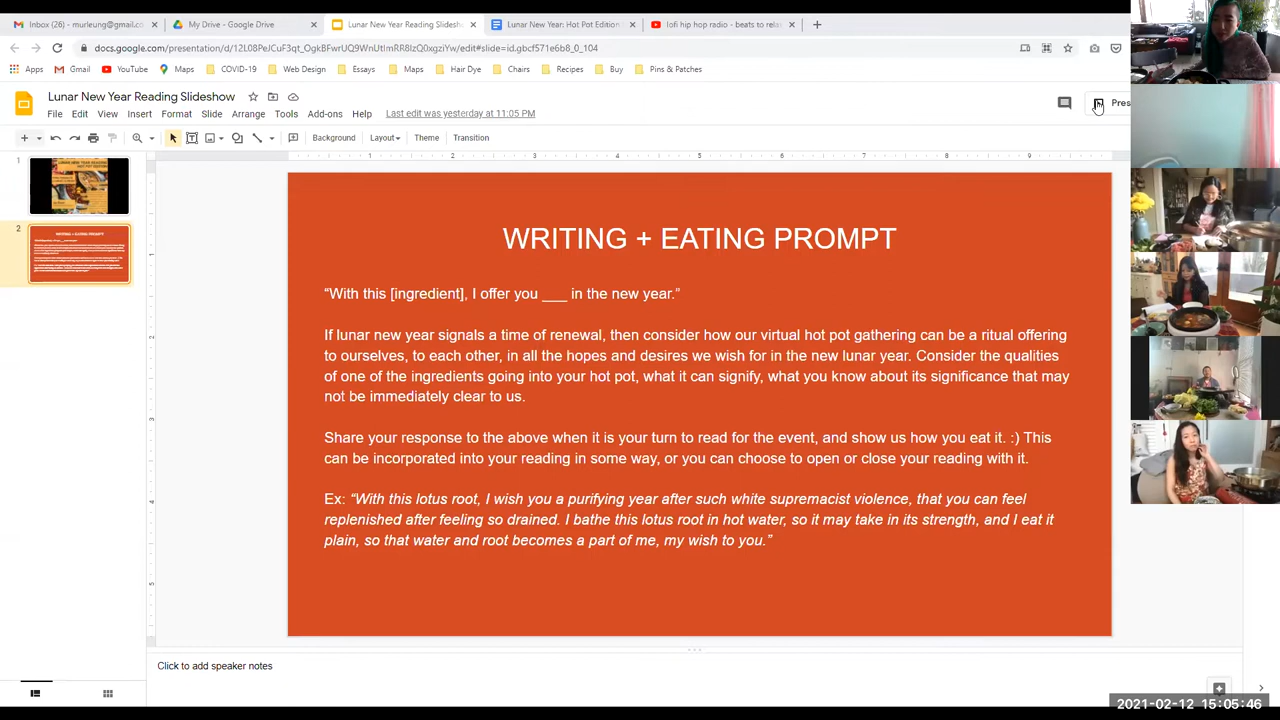 Inbox (26) - murleung@gmail.co
My Drive - Google Drive
Lunar New Year Reading Slideshow
Lunar New Year: Hot Pot Edition
lofi hip hop radio - beats to rela
docs.google.com/presentation/d/
Apps Gmail YouTube Maps COVID-19 Web Design Essays Maps Hair Dye Chairs Recipes Buy Pins & Patches
Lunar New Year Reading Slideshow
File Edit View Insert Format Slide Arrange Tools Add-ons Help Last edit was yesterday at 11:05 PM
Pres
Background Layout Theme Transition
1 2 3 4 5 6 7 8 9
1
2
WRITING + EATING PROMPT
“With this [ingredient], I offer you ___ in the new year.”
If lunar new year signals a time of renewal, then consider how our virtual hot pot gathering can be a ritual offering
to ourselves, to each other, in all the hopes and desires we wish for in the new lunar year. Consider the qualities
of one of the ingredients going into your hot pot, what it can signify, what you know about its significance that may
not be immediately clear to us.
Share your response to the above when it is your turn to read for the event, and show us how you eat it. :) This
can be incorporated into your reading in some way, or you can choose to open or close your reading with it.
Ex: “With this lotus root, I wish you a purifying year after such white supremacist violence, that you can feel
replenished after feeling so drained. I bathe this lotus root in hot water, so it may take in its strength, and I eat it
plain, so that water and root becomes a part of me, my wish to you.”
Click to add speaker notes
2021-02-12 15:05:46